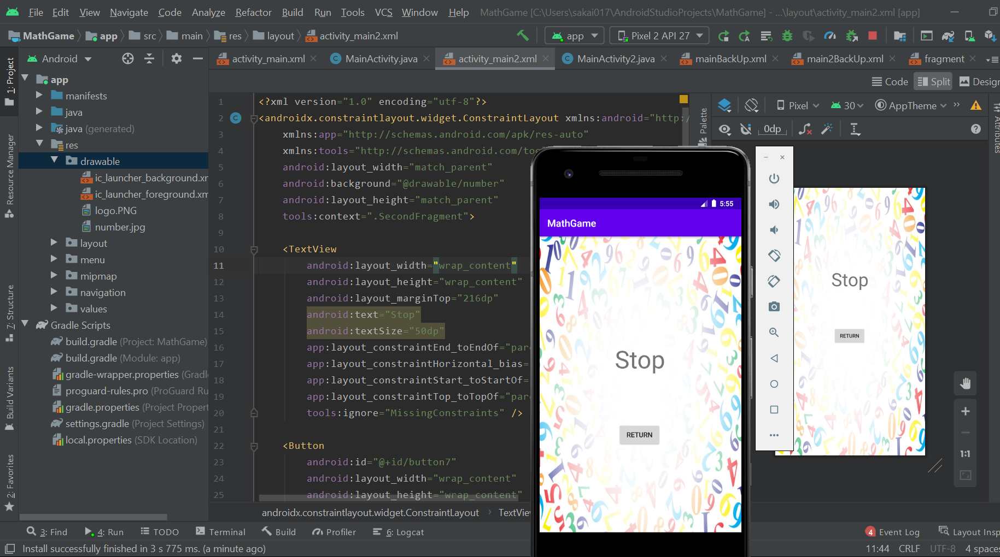 File Edit View Navigate Code Analyze Refactor Build Run Tools VCS Window Help MathGame [C:\Users\sakai017\AndroidStudioProjects\MathGame] - ...\layout\activity_main2.xml [app]
MathGame app src main res layout activity_main2.xml app Pixel 2 API 27
Android activity_main.xml MainActivity.java activity_main2.xml MainActivity2.java mainBackUp.xml main2BackUp.xml fragment
Code Split Design
Pixel 30 AppTheme
0dp
1: Project
Resource Manager
7: Structure
Build Variants
2: Favorites
app
manifests
java
java (generated)
res
drawable
ic_launcher_background.xm
ic_launcher_foreground.xm
logo.PNG
number.jpg
layout
menu
mipmap
navigation
values
Gradle Scripts
build.gradle (Project: MathGame)
build.gradle (Module: app)
gradle-wrapper.properties (Gradl
proguard-rules.pro (ProGuard Ru
gradle.properties (Project Propert
settings.gradle (Project Settings)
local.properties (SDK Location)
1 <?xml version="1.0" encoding="utf-8"?>
2 <androidx.constraintlayout.widget.ConstraintLayout xmlns:android="http:/
3 xmlns:app="http://schemas.android.com/apk/res-auto"
4 xmlns:tools="http://schemas.android.com/too
5 android:layout_width="match_parent"
6 android:background="@drawable/number"
7 android:layout_height="match_parent"
8 tools:context=".SecondFragment">
9
10 <TextView
11 android:layout_width="wrap_content"
12 android:layout_height="wrap_content"
13 android:layout_marginTop="216dp"
14 android:text="Stop"
15 android:textSize="50dp"
16 app:layout_constraintEnd_toEndOf="par
17 app:layout_constraintHorizontal_bias=
18 app:layout_constraintStart_toStartOf=
19 app:layout_constraintTop_toTopOf="par
20 tools:ignore="MissingConstraints" />
21
22 <Button
23 android:id="@+id/button7"
24 android:layout_width="wrap_content"
25 android:layout_height="wrap_content"
androidx.constraintlayout.widget.ConstraintLayout TextVie
Palette
Attributes
5:55
MathGame
Stop
RETURN
Stop
RETURN
1:1
3: Find 4: Run TODO Terminal Build Profiler 6: Logcat 4 Event Log Layout Insp
Install successfully finished in 3 s 775 ms. (a minute ago) 11:44 CRLF UTF-8 4 spaces